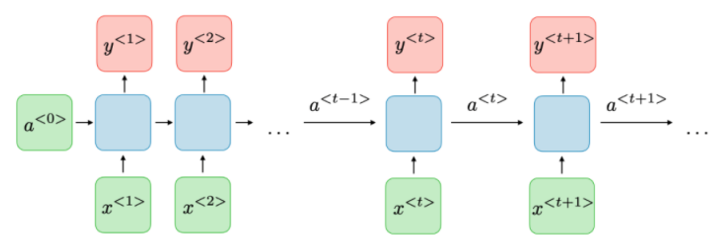 y<1> y<2> y<t> y<t+1>
a<0> ... a<t-1> a<t> a<t+1> ...
x<1> x<2> x<t> x<t+1>